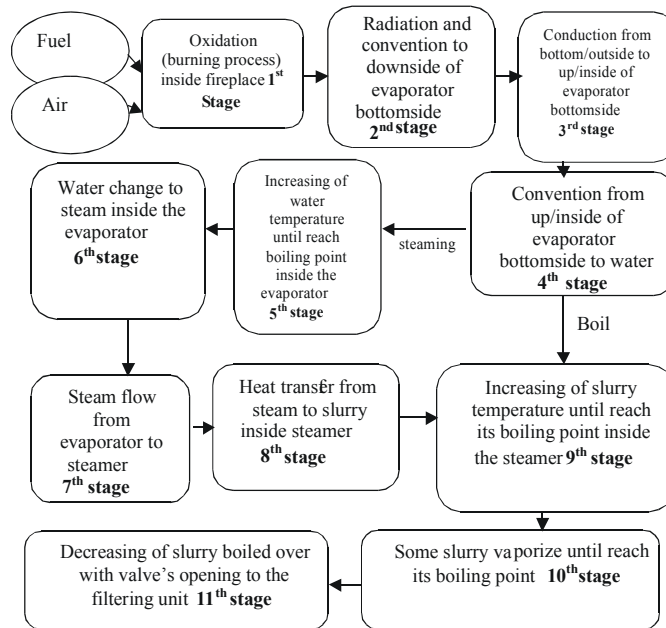 Fuel
Air
Oxidation
(burning process)
inside fireplace 1st
Stage
Radiation and
convention to
downside of
evaporator
bottomside
2nd stage
Conduction from
bottom/outside to
up/inside of
evaporator
bottomside
3rd stage
Convention from
up/inside of
evaporator
bottomside to water
4th stage
steaming
Increasing of
water
temperature
until reach
boiling point
inside the
evaporator
5th stage
Water change to
steam inside the
evaporator
6th stage
Boil
Steam flow
from
evaporator to
steamer
7th stage
Heat transfer from
steam to slurry
inside steamer
8th stage
Increasing of slurry
temperature until reach
its boiling point inside
the steamer 9th stage
Some slurry vaporize until reach
its boiling point 10th stage
Decreasing of slurry boiled over
with valve's opening to the
filtering unit 11th stage